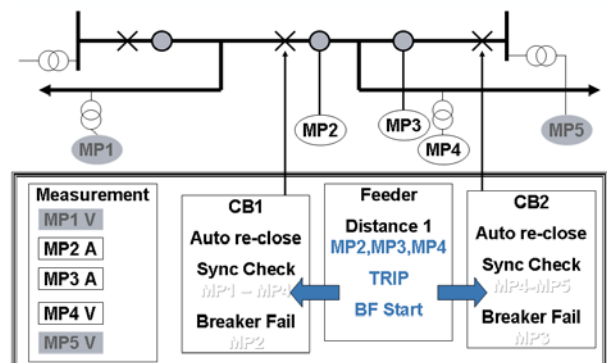 MP2
MP3
MP1
MP4
MP5
Measurement
MP1 V
MP2 A
MP3 A
MP4 V
MP5 V
CB1
Auto re-close
Sync Check
MP1 – MP4
Breaker Fail
MP2
Feeder
Distance 1
MP2,MP3,MP4
TRIP
BF Start
CB2
Auto re-close
Sync Check
MP4-MP5
Breaker Fail
MP3